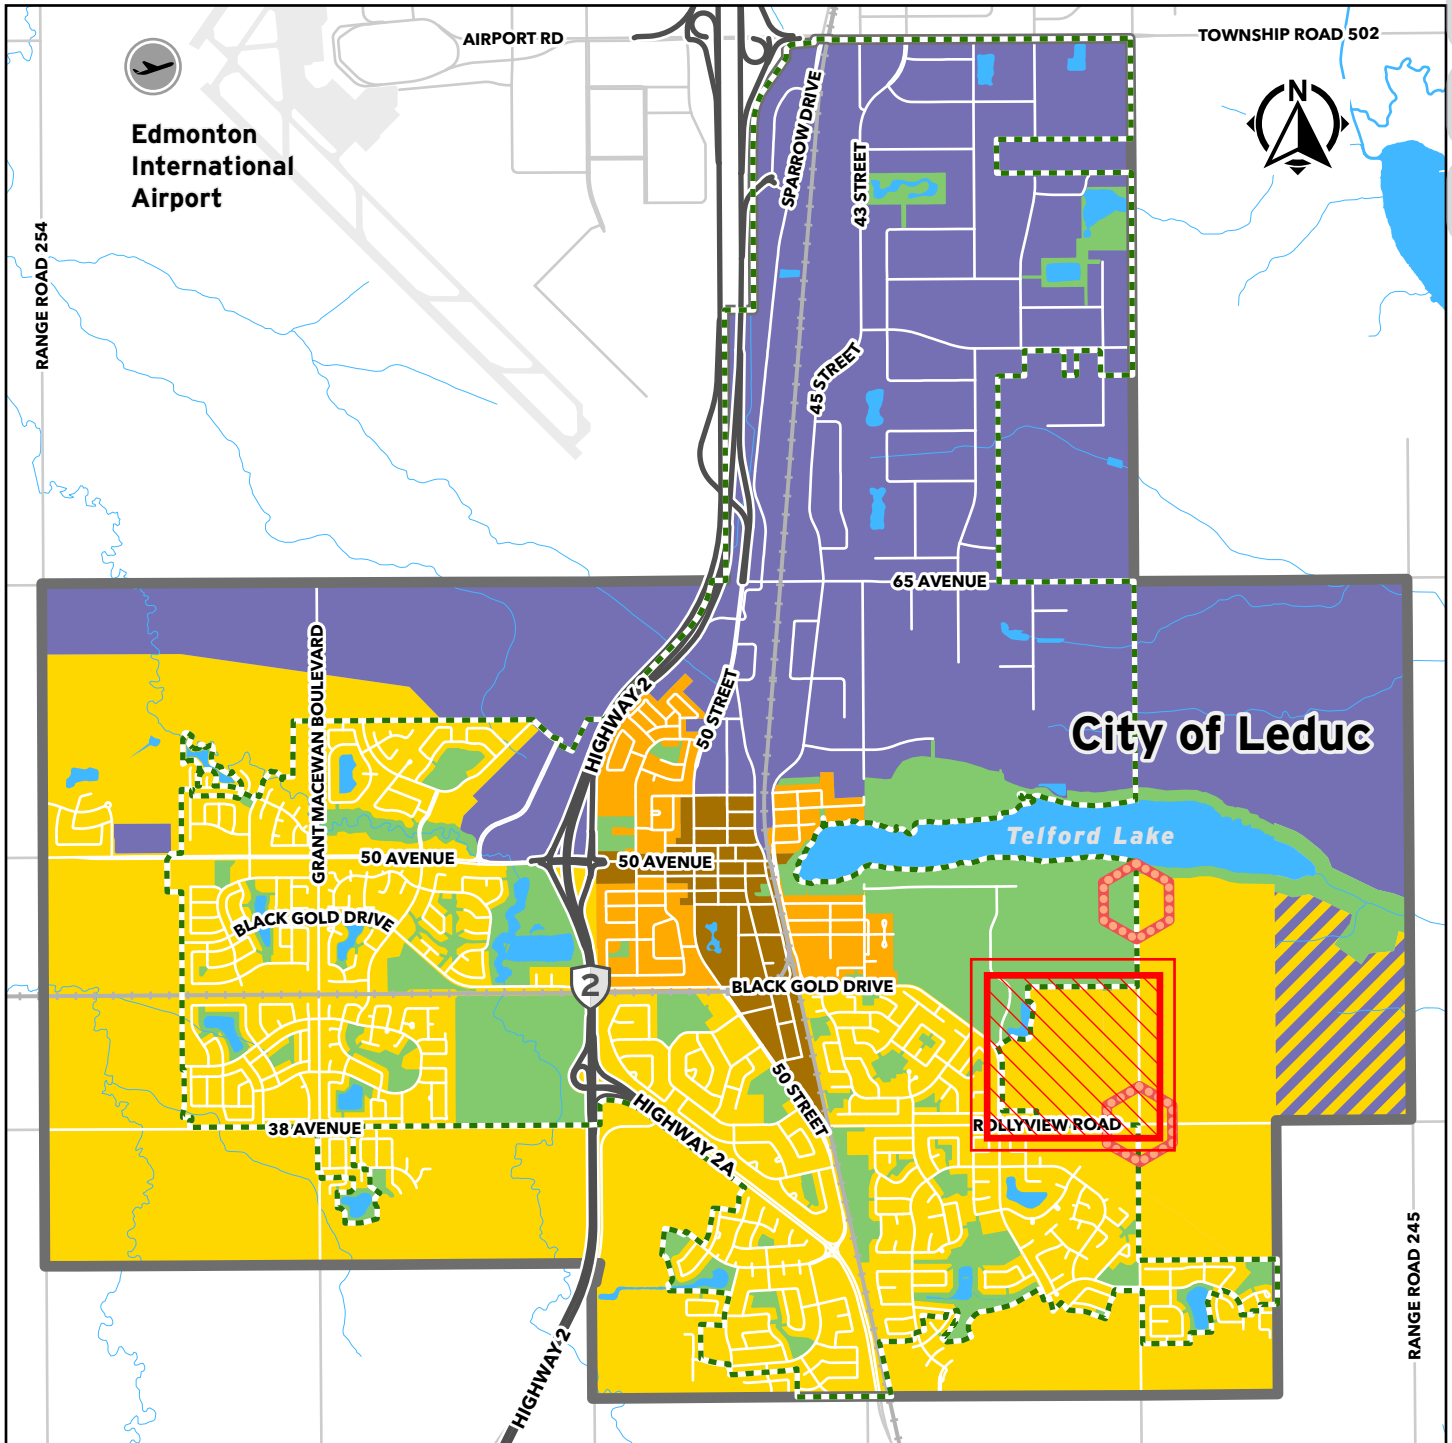 AIRPORT RD
TOWNSHIP ROAD 502
N
Edmonton
International
Airport
SPARROW DRIVE
43 STREET
RANGE ROAD 254
45 STREET
65 AVENUE
GRANT MACEWAN BOULEVARD
HIGHWAY 2
50 STREET
City of Leduc
Telford Lake
50 AVENUE
50 AVENUE
BLACK GOLD DRIVE
2
BLACK GOLD DRIVE
50 STREET
HIGHWAY 2A
38 AVENUE
ROLLYVIEW ROAD
RANGE ROAD 245
HIGHWAY 2